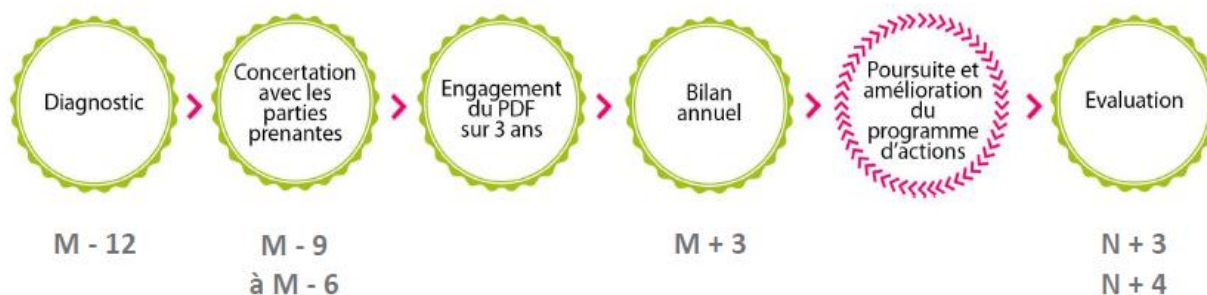 Diagnostic
Concertation
avec les
parties
prenantes
Engagement
du PDF
sur 3 ans
Bilan
annuel
Poursuite et
amélioration
du
programme
d'actions
Evaluation
M - 12
M - 9
à M - 6
M + 3
N + 3
N + 4